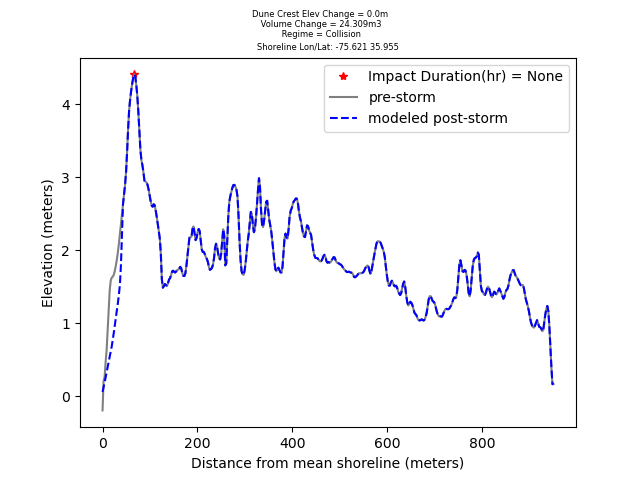 Dune Crest Elev Change = 0.0m
Volume Change = 24.309m3
Regime = Collision
Shoreline Lon/Lat: -75.621 35.955
Impact Duration(hr) = None
pre-storm
modeled post-storm
Elevation (meters)
4
3
2
1
0
0 200 400 600 800
Distance from mean shoreline (meters)